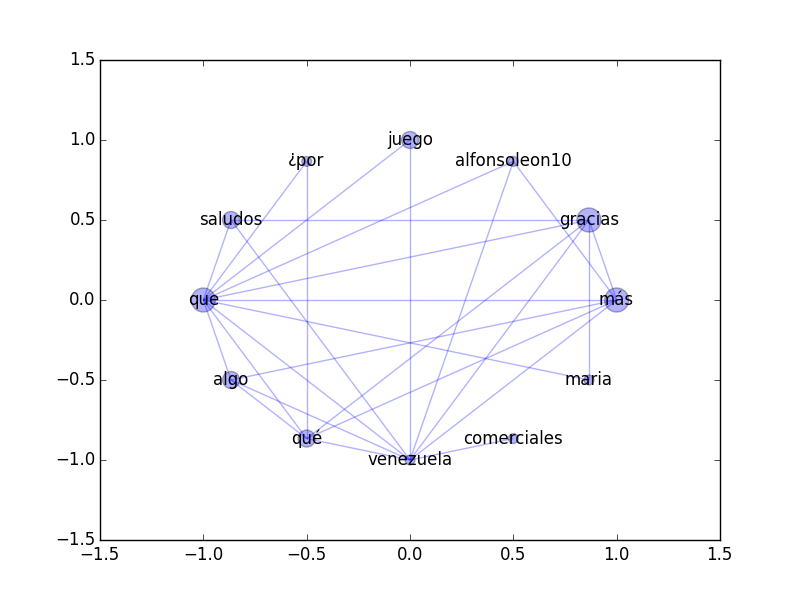 1.5
1.0
0.5
0.0
−0.5
−1.0
−1.5
juego
¿por
alfonsoleon10
saludos
gracias
que
más
algo
maria
qué
comerciales
venezuela
−1.5
−1.0
−0.5
0.0
0.5
1.0
1.5